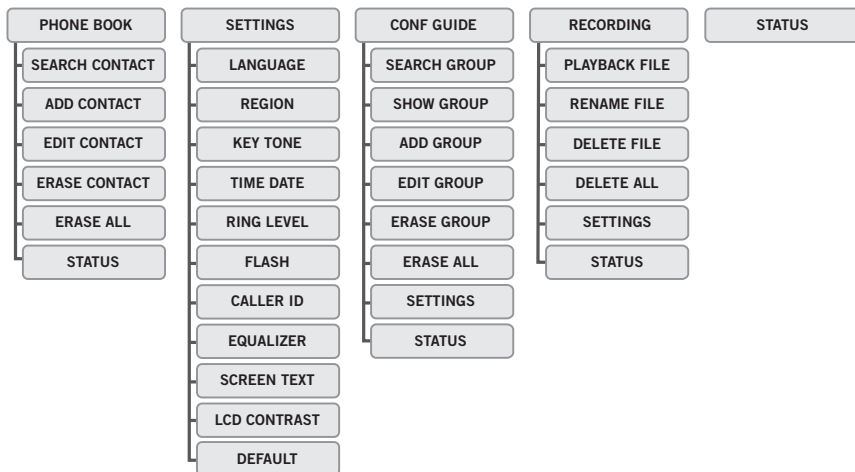 PHONE BOOK
SEARCH CONTACT
ADD CONTACT
EDIT CONTACT
ERASE CONTACT
ERASE ALL
STATUS
SETTINGS
LANGUAGE
REGION
KEY TONE
TIME DATE
RING LEVEL
FLASH
CALLER ID
EQUALIZER
SCREEN TEXT
LCD CONTRAST
DEFAULT
CONF GUIDE
SEARCH GROUP
SHOW GROUP
ADD GROUP
EDIT GROUP
ERASE GROUP
ERASE ALL
SETTINGS
STATUS
RECORDING
PLAYBACK FILE
RENAME FILE
DELETE FILE
DELETE ALL
SETTINGS
STATUS
STATUS